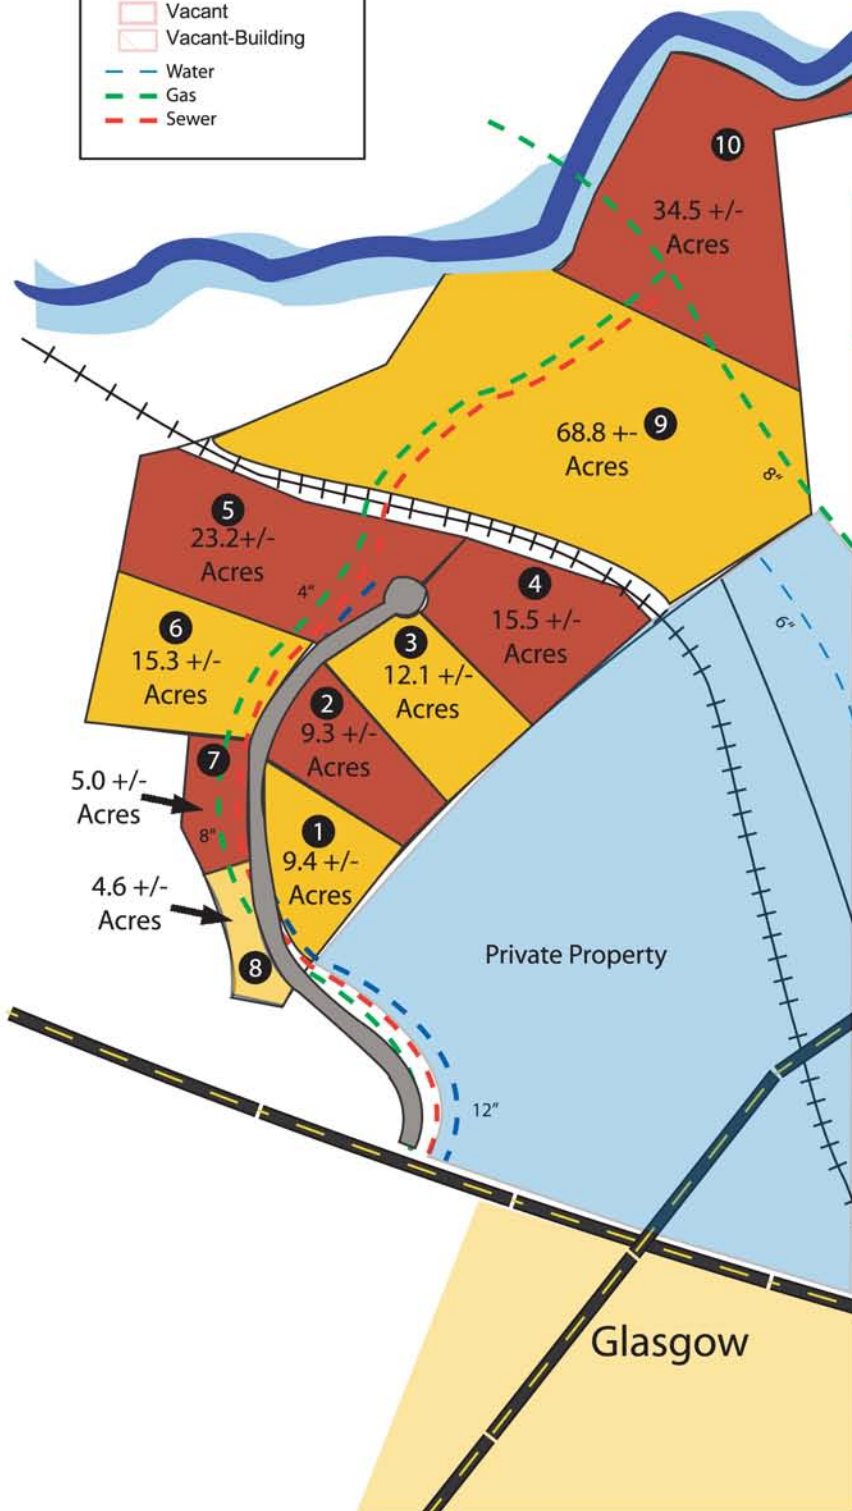 Vacant
Vacant-Building
Water
Gas
Sewer
10
34.5 +/-
Acres
9
68.8 +-
Acres
8"
5
23.2+/-
Acres
4"
4
15.5 +/-
Acres
6
15.3 +/-
Acres
3
12.1 +/-
Acres
6"
2
9.3 +/-
Acres
7
5.0 +/-
Acres
8"
1
9.4 +/-
Acres
4.6 +/-
Acres
8
Private Property
12"
Glasgow